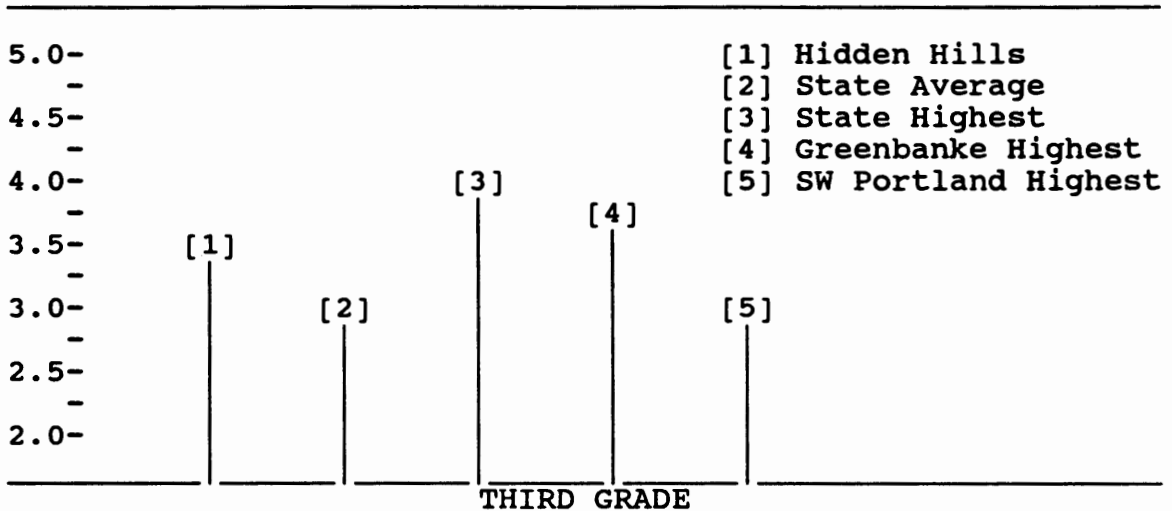 5.0- [1] Hidden Hills
- [2] State Average
4.5- [3] State Highest
- [4] Greenbanke Highest
4.0- [3] [5] SW Portland Highest
- [4]
3.5- [1]
-
3.0- [2] [5]
-
2.5-
-
2.0-
THIRD GRADE